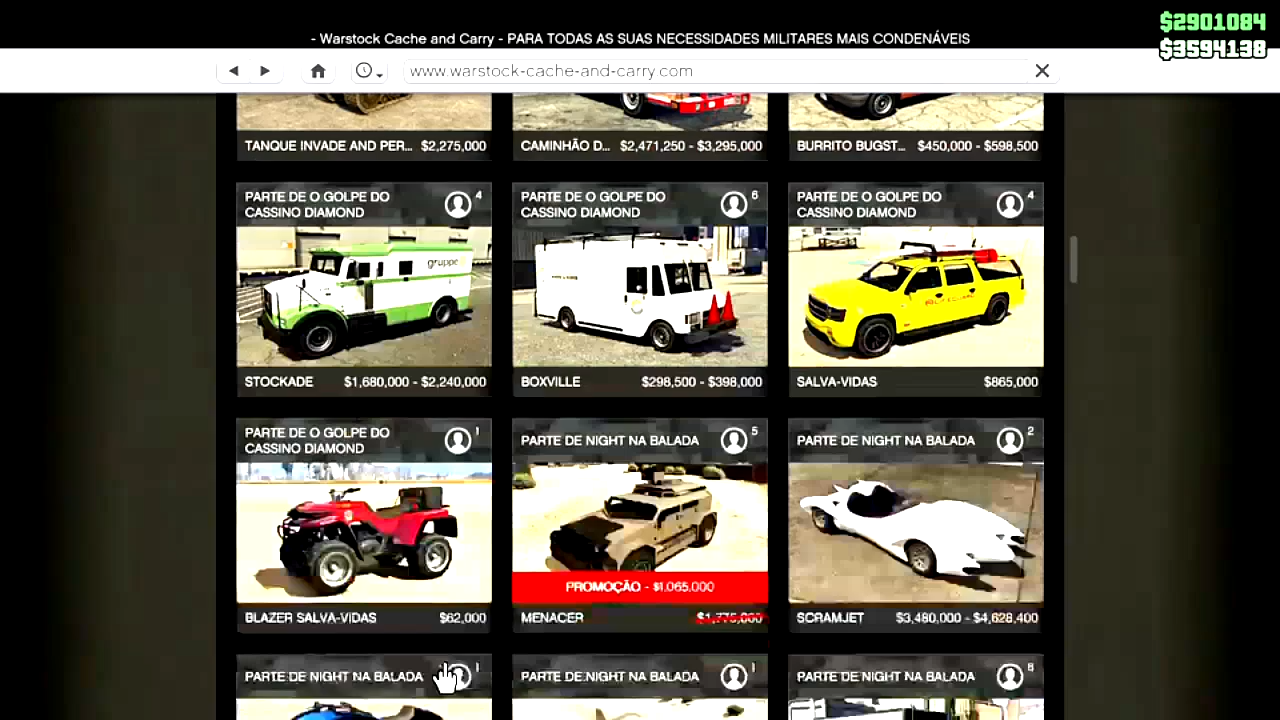 $2901084
- Warstock Cache and Carry - PARA TODAS AS SUAS NECESSIDADES MILITARES MAIS CONDENÁVEIS
$3594138
www.warstock-cache-and-carry.com
TANQUE INVADE AND PER... $2,275,000
CAMINHÃO D... $2,471,250 - $3,295,000
BURRITO BUGST... $450,000 - $598,500
PARTE DE O GOLPE DO
CASSINO DIAMOND 4
PARTE DE O GOLPE DO
CASSINO DIAMOND 6
PARTE DE O GOLPE DO
CASSINO DIAMOND 4
gruppe
STOCKADE $1,680,000 - $2,240,000
BOXVILLE $298,500 - $398,000
SALVA-VIDAS $865,000
PARTE DE O GOLPE DO
CASSINO DIAMOND 1
PARTE DE NIGHT NA BALADA 5
PARTE DE NIGHT NA BALADA 2
PROMOÇÃO - $1,065,000
BLAZER SALVA-VIDAS $62,000
MENACER $1,775,000
SCRAMJET $3,480,000 - $4,628,400
PARTE DE NIGHT NA BALADA 1
PARTE DE NIGHT NA BALADA 1
PARTE DE NIGHT NA BALADA 8